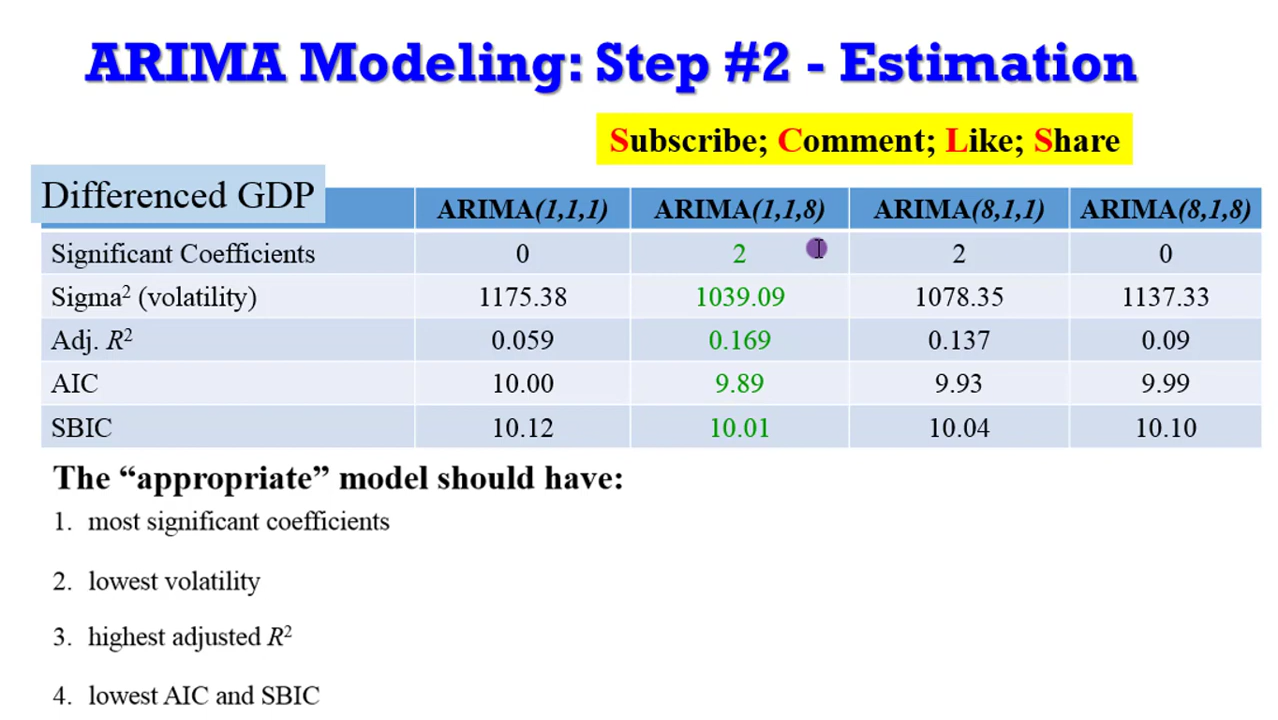 ARIMA Modeling: Step #2 - Estimation
Subscribe; Comment; Like; Share
Differenced GDP ARIMA(1,1,1) ARIMA(1,1,8) ARIMA(8,1,1) ARIMA(8,1,8)
Significant Coefficients 0 2 2 0
Sigma² (volatility) 1175.38 1039.09 1078.35 1137.33
Adj. R² 0.059 0.169 0.137 0.09
AIC 10.00 9.89 9.93 9.99
SBIC 10.12 10.01 10.04 10.10
The “appropriate” model should have:
1. most significant coefficients
2. lowest volatility
3. highest adjusted R²
4. lowest AIC and SBIC